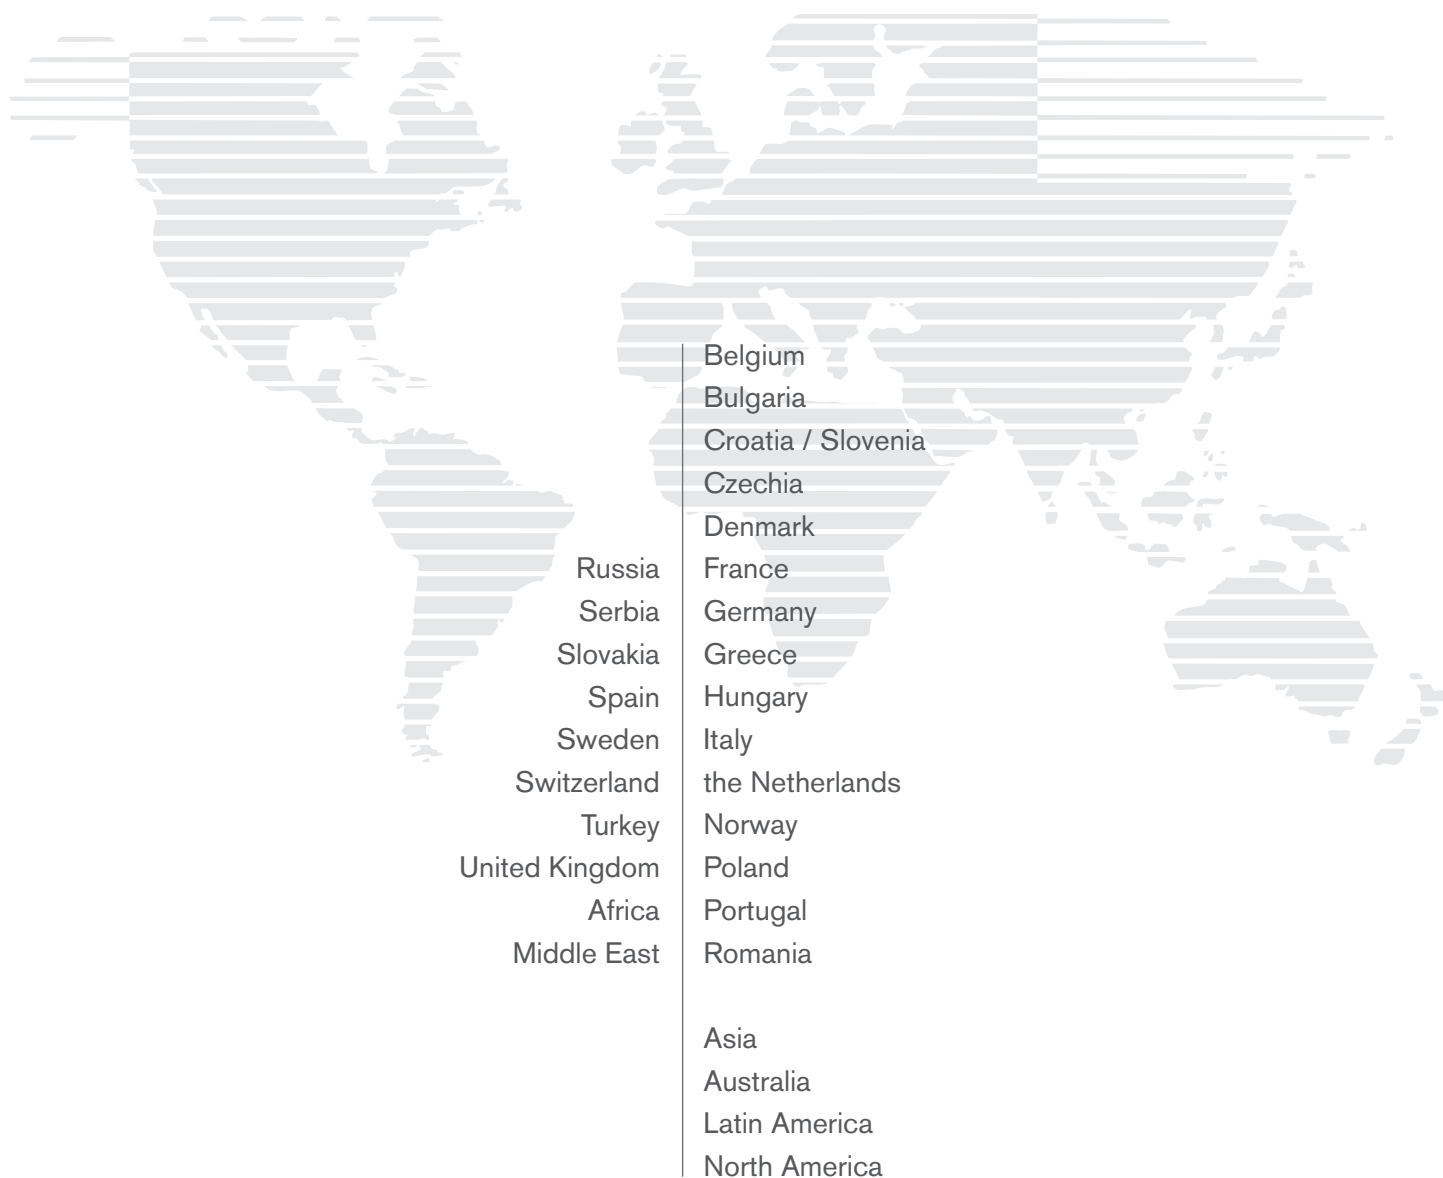 Belgium
Bulgaria
Croatia / Slovenia
Czechia
Denmark
France
Germany
Greece
Hungary
Italy
the Netherlands
Norway
Poland
Portugal
Romania
Russia
Serbia
Slovakia
Spain
Sweden
Switzerland
Turkey
United Kingdom
Africa
Middle East
Asia
Australia
Latin America
North America